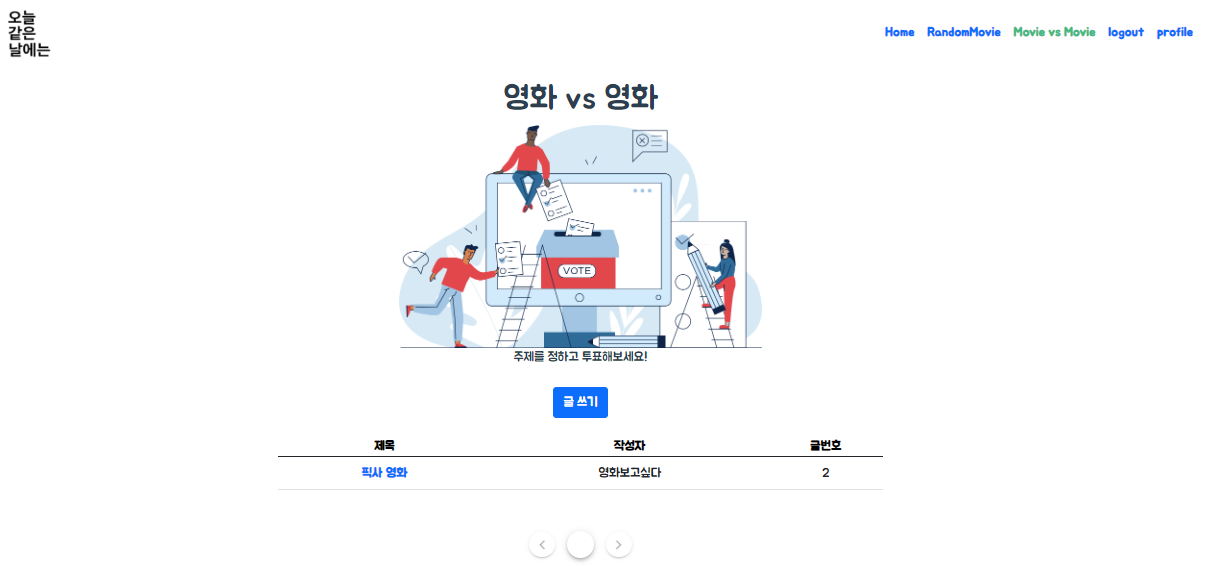 오늘
같은
날에는
Home RandomMovie Movie vs Movie logout profile
영화 vs 영화
VOTE
주제를 정하고 투표해보세요!
글 쓰기
제목 작성자 글번호
픽사 영화 영화보고싶다 2